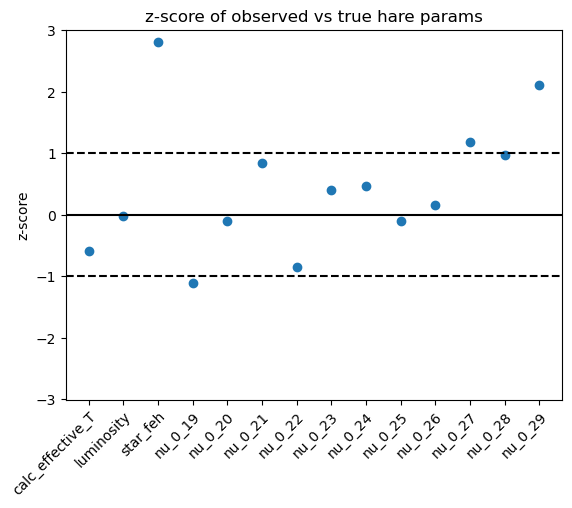 z-score of observed vs true hare params
z-score
3
2
1
0
−1
−2
−3
calc_effective_T
luminosity
star_feh
nu_0_19
nu_0_20
nu_0_21
nu_0_22
nu_0_23
nu_0_24
nu_0_25
nu_0_26
nu_0_27
nu_0_28
nu_0_29